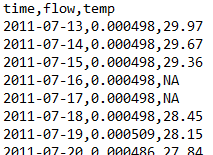 time,flow,temp
2011-07-13,0.000498,29.97
2011-07-14,0.000498,29.67
2011-07-15,0.000498,29.36
2011-07-16,0.000498,NA
2011-07-17,0.000498,NA
2011-07-18,0.000498,28.45
2011-07-19,0.000509,28.15
2011-07-20,0.000486,27.84